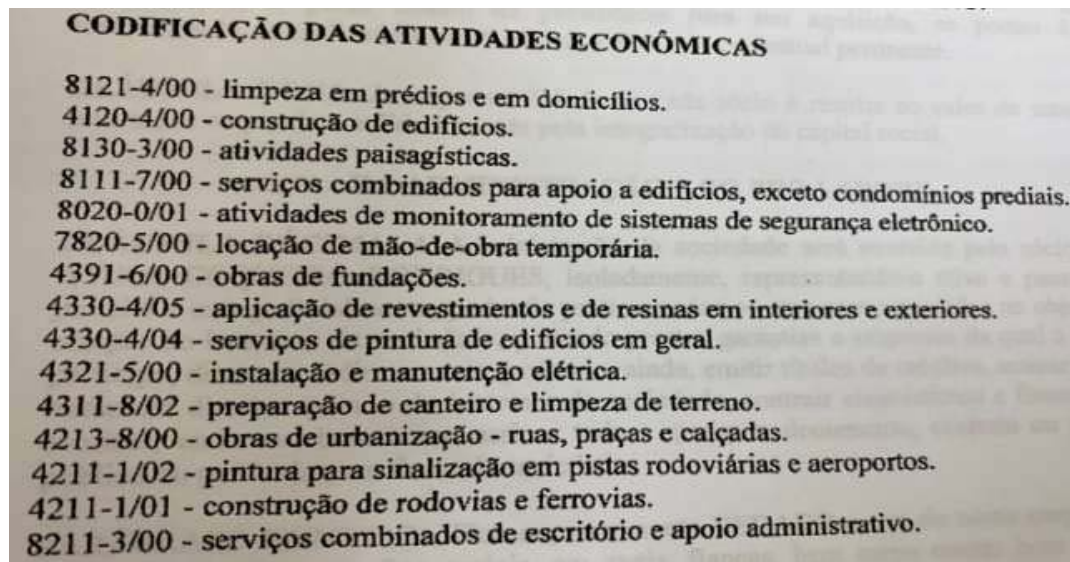 CODIFICAÇÃO DAS ATIVIDADES ECONÔMICAS
8121-4/00 - limpeza em prédios e em domicílios.
4120-4/00 - construção de edifícios.
8130-3/00 - atividades paisagísticas.
8111-7/00 - serviços combinados para apoio a edifícios, exceto condomínios prediais.
8020-0/01 - atividades de monitoramento de sistemas de segurança eletrônico.
7820-5/00 - locação de mão-de-obra temporária.
4391-6/00 - obras de fundações.
4330-4/05 - aplicação de revestimentos e de resinas em interiores e exteriores.
4330-4/04 - serviços de pintura de edifícios em geral.
4321-5/00 - instalação e manutenção elétrica.
4311-8/02 - preparação de canteiro e limpeza de terreno.
4213-8/00 - obras de urbanização - ruas, praças e calçadas.
4211-1/02 - pintura para sinalização em pistas rodoviárias e aeroportos.
4211-1/01 - construção de rodovias e ferrovias.
8211-3/00 - serviços combinados de escritório e apoio administrativo.